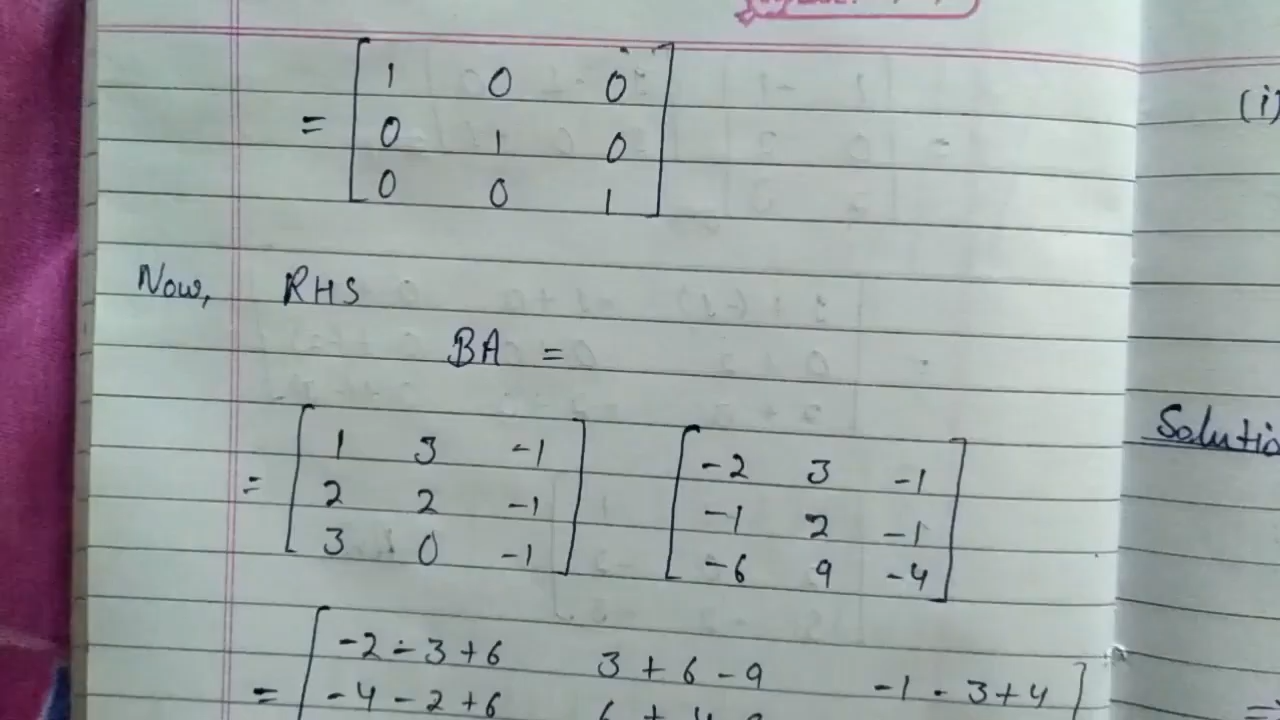 1 0 0
= 0 1 0
0 0 1
(i)
Now, RHS
BA =
1 3 -1 -2 3 -1
= 2 2 -1 -1 2 -1
3 0 -1 -6 9 -4
-2 - 3 + 6 3 + 6 - 9 -1 - 3 + 4
= -4 - 2 + 6
=